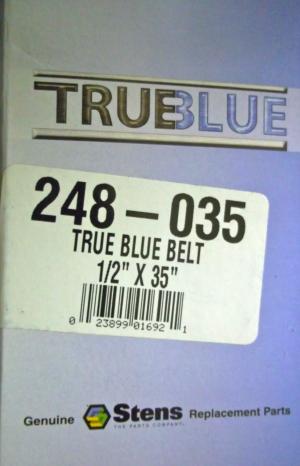 TRUEBLUE
248-035
TRUE BLUE BELT
1/2" X 35"
0 23899 01692 1
Genuine Stens Replacement Parts
THE PARTS COMPANY.